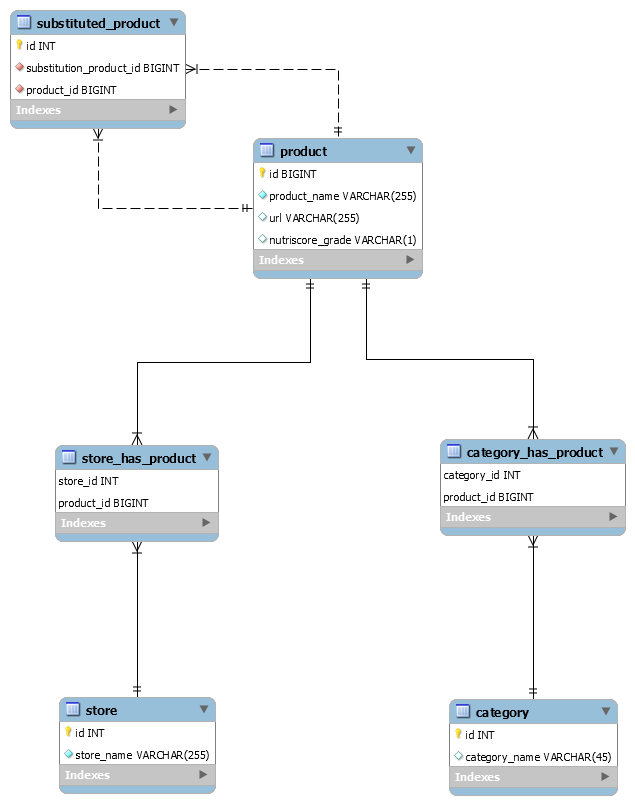 substituted_product
id INT
substitution_product_id BIGINT
product_id BIGINT
Indexes
product
id BIGINT
product_name VARCHAR(255)
url VARCHAR(255)
nutriscore_grade VARCHAR(1)
Indexes
store_has_product
store_id INT
product_id BIGINT
Indexes
category_has_product
category_id INT
product_id BIGINT
Indexes
store
id INT
store_name VARCHAR(255)
Indexes
category
id INT
category_name VARCHAR(45)
Indexes